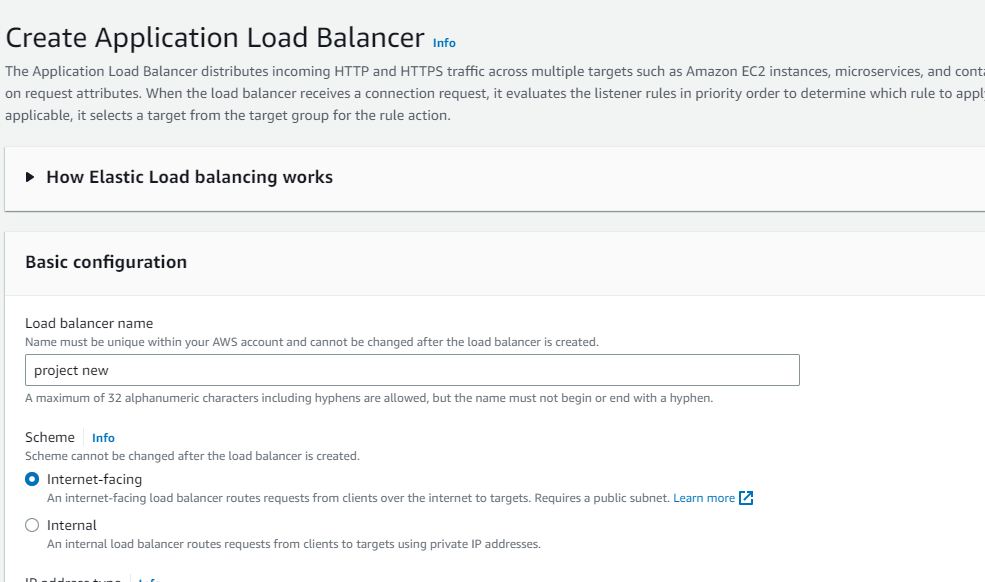 Create Application Load Balancer Info
The Application Load Balancer distributes incoming HTTP and HTTPS traffic across multiple targets such as Amazon EC2 instances, microservices, and
on request attributes. When the load balancer receives a connection request, it evaluates the listener rules in priority order to determine which rule to
applicable, it selects a target from the target group for the rule action.
How Elastic Load balancing works
Basic configuration
Load balancer name
Name must be unique within your AWS account and cannot be changed after the load balancer is created.
project new
A maximum of 32 alphanumeric characters including hyphens are allowed, but the name must not begin or end with a hyphen.
Scheme Info
Scheme cannot be changed after the load balancer is created.
Internet-facing
An internet-facing load balancer routes requests from clients over the internet to targets. Requires a public subnet. Learn more
Internal
An internal load balancer routes requests from clients to targets using private IP addresses.
IP address type Info